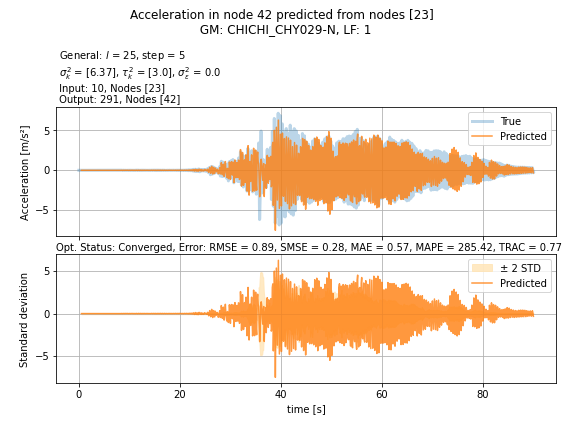 Acceleration in node 42 predicted from nodes [23]
GM: CHICHI_CHY029-N, LF: 1
General: l = 25, step = 5
σ²ₖ = [6.37], τ²ₖ = [3.0], σ²ε = 0.0
Input: 10, Nodes [23]
Output: 291, Nodes [42]
Acceleration [m/s²]
5
0
−5
True
Predicted
Opt. Status: Converged, Error: RMSE = 0.89, SMSE = 0.28, MAE = 0.57, MAPE = 285.42, TRAC = 0.77
Standard deviation
5
0
−5
± 2 STD
Predicted
0 20 40 60 80
time [s]